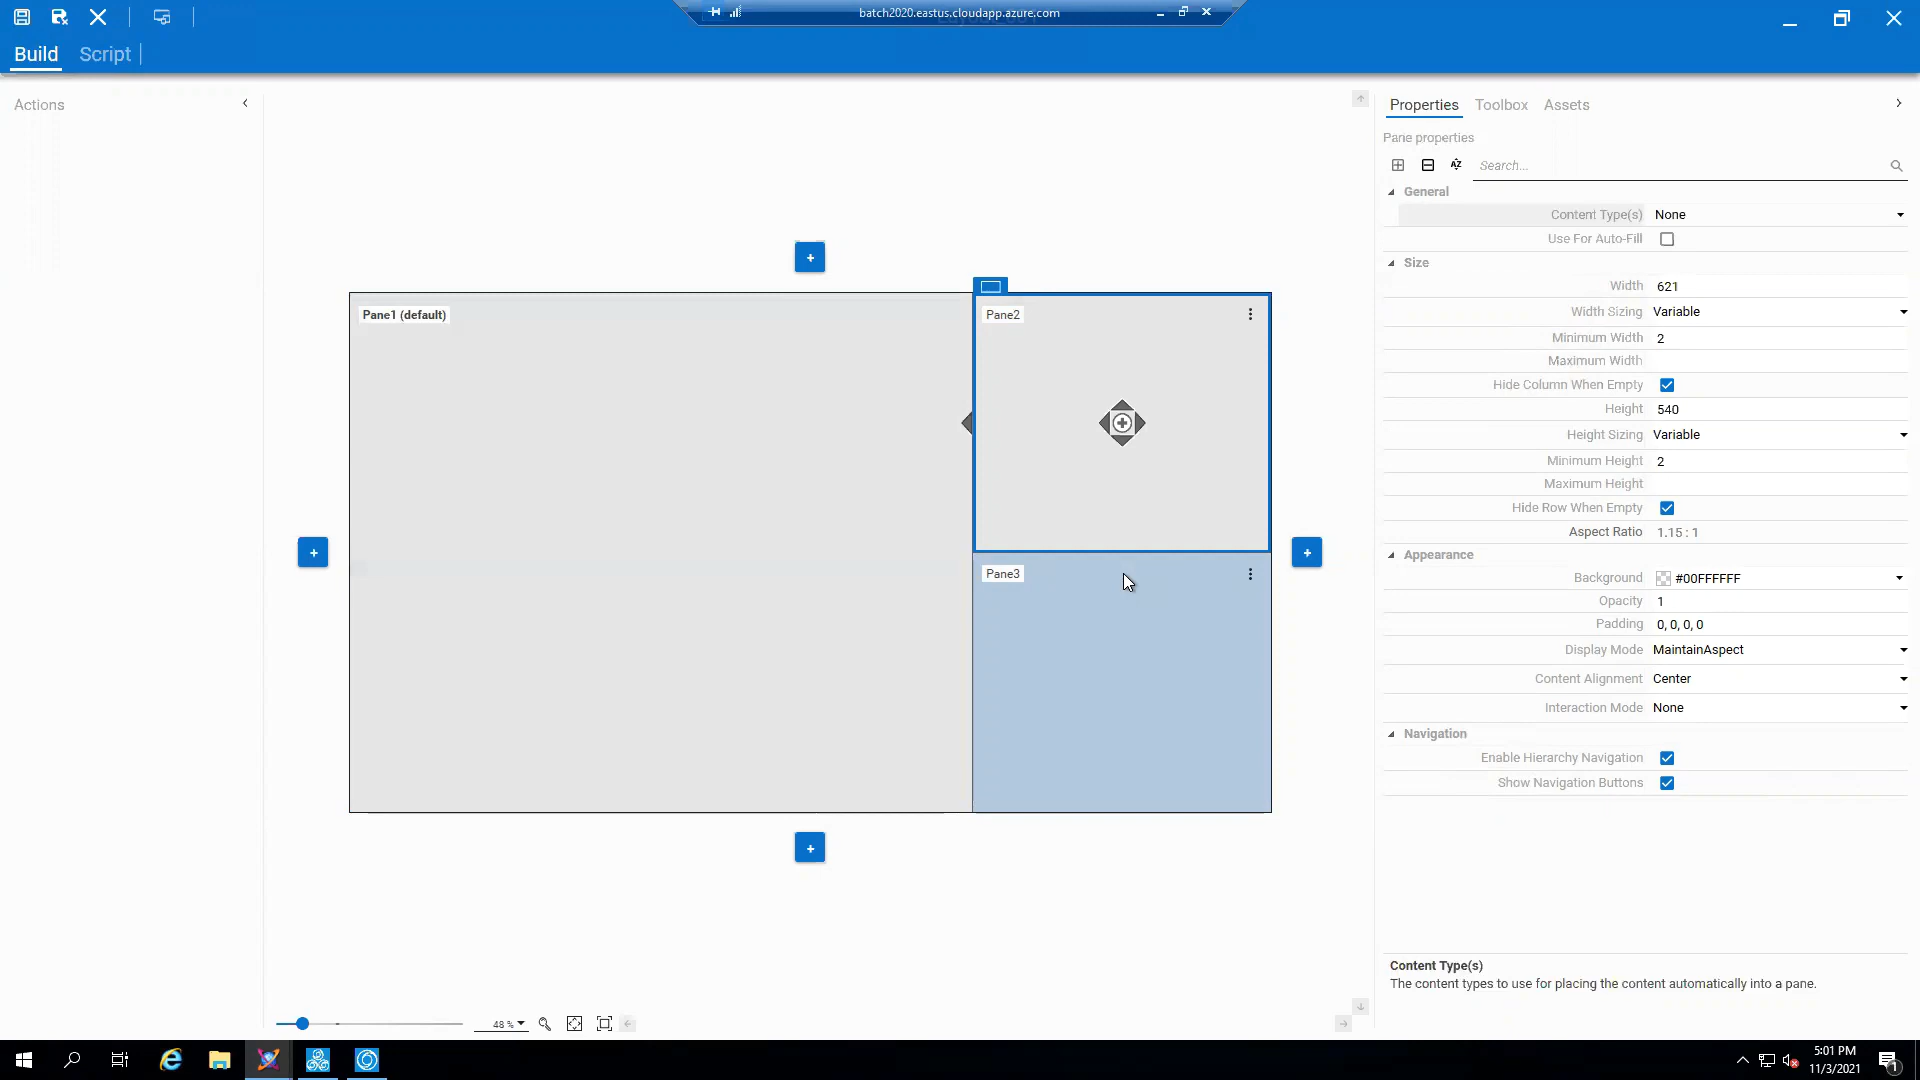 batch2020.eastus.cloudapp.azure.com
Build
Script
Actions
Properties
Toolbox
Assets
Pane properties
AZ
Search...
General
Content Type(s)
None
Use For Auto-Fill
Size
Width
621
Width Sizing
Variable
Minimum Width
2
Maximum Width
Hide Column When Empty
Height
540
Height Sizing
Variable
Minimum Height
2
Maximum Height
Hide Row When Empty
Aspect Ratio
1.15 : 1
Appearance
Background
#00FFFFFF
Opacity
1
Padding
0, 0, 0, 0
Display Mode
MaintainAspect
Content Alignment
Center
Interaction Mode
None
Navigation
Enable Hierarchy Navigation
Show Navigation Buttons
Content Type(s)
The content types to use for placing the content automatically into a pane.
Pane1 (default)
Pane2
Pane3
48 %
5:01 PM
11/3/2021
1